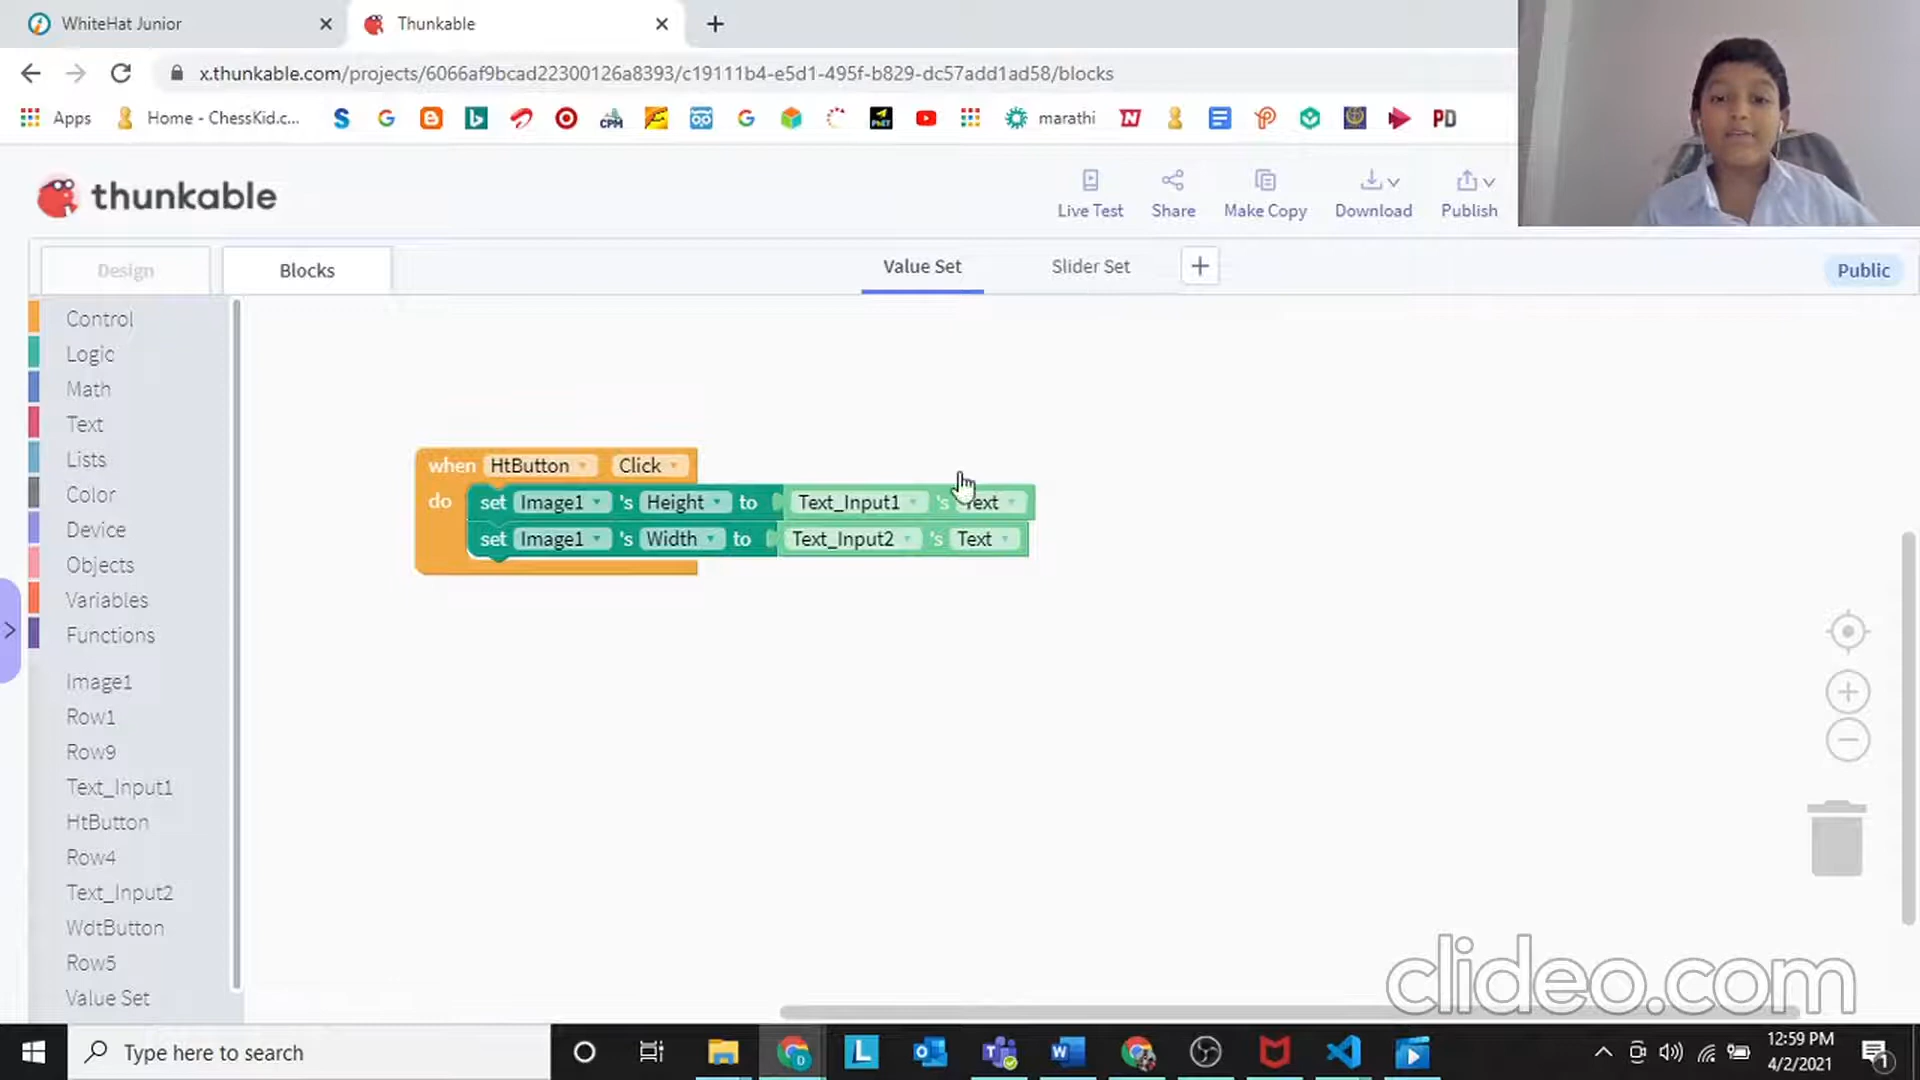 WhiteHat Junior
Thunkable
x.thunkable.com/projects/6066af9bcad22300126a8393/c19111b4-e5d1-495f-b829-dc57add1ad58/blocks
Apps
Home - ChessKid.c...
marathi
PD
thunkable
Live Test
Share
Make Copy
Download
Publish
Design
Blocks
Value Set
Slider Set
Public
Control
Logic
Math
Text
Lists
Color
Device
Objects
Variables
Functions
Image1
Row1
Row9
Text_Input1
HtButton
Row4
Text_Input2
WdtButton
Row5
Value Set
when HtButton Click
do set Image1 's Height to Text_Input1 's Text
set Image1 's Width to Text_Input2 's Text
clideo.com
Type here to search
12:59 PM
4/2/2021
1